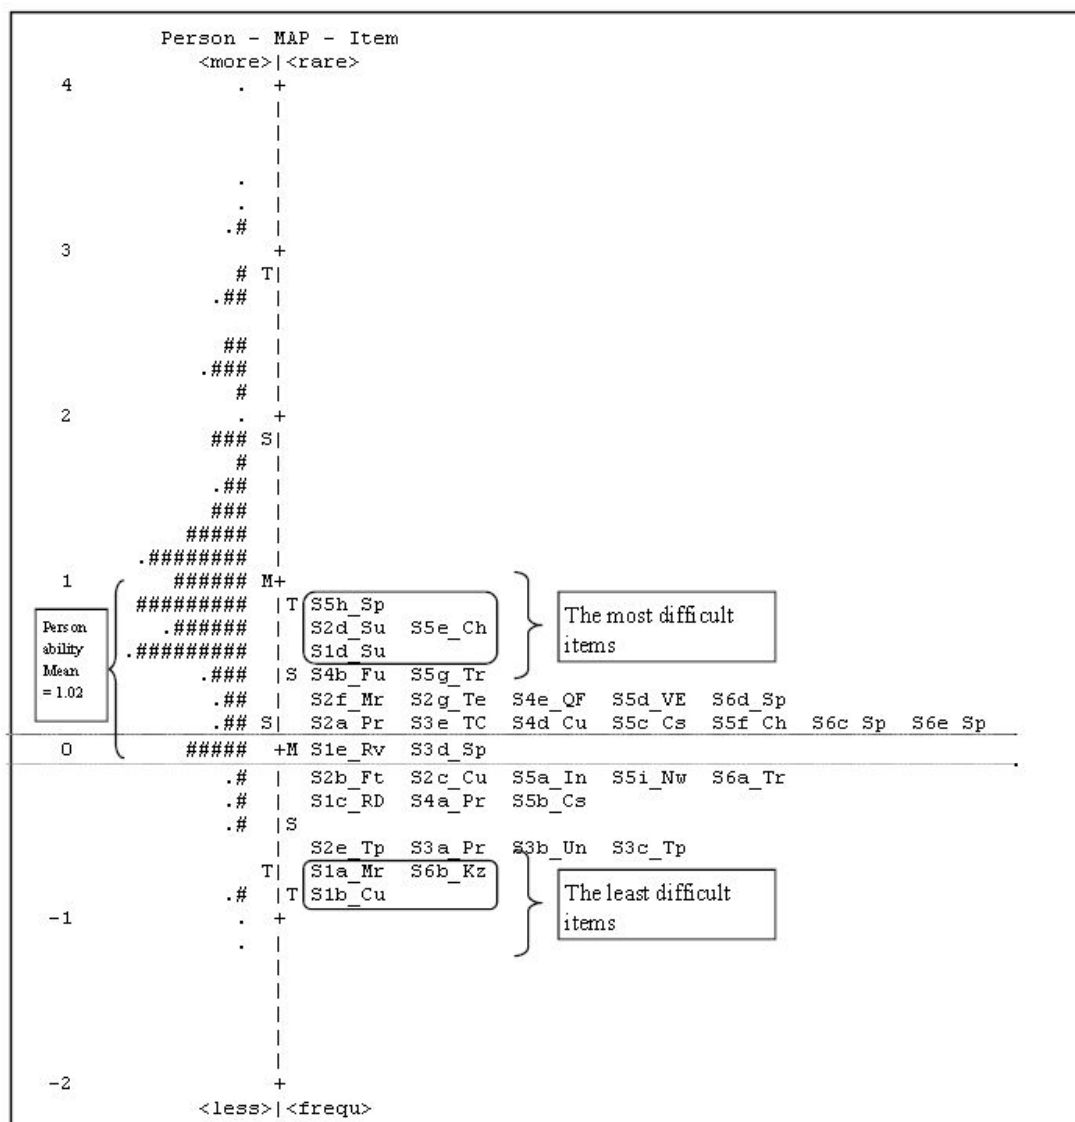 Person - MAP - Item
<more>|<rare>
4 . +
|
|
|
. |
. |
.# |
3 +
# T|
.## |
|
## |
.### |
# |
2 . +
### S|
# |
.## |
### |
##### |
.######## |
1 ###### M+
######### |T S5h_Sp
.###### | S2d_Su S5e_Ch
.######### | S1d_Su
.### |S S4b_Fu S5g_Tr
.## | S2f_Mr S2g_Te S4e_QF S5d_VE S6d_Sp
.## S| S2a_Pr S3e_TC S4d_Cu S5c_Cs S5f_Ch S6c_Sp S6e_Sp
0 ##### +M S1e_Rv S3d_Sp
.# | S2b_Ft S2c_Cu S5a_In S5i_Nw S6a_Tr
.# | S1c_RD S4a_Pr S5b_Cs
.# |S
| S2e_Tp S3a_Pr S3b_Un S3c_Tp
T| S1a_Mr S6b_Kz
.# |T S1b_Cu
-1 . +
. |
|
|
|
|
|
-2 +
<less>|<frequ>
Person
ability
Mean
= 1.02
The most difficult
items
The least difficult
items